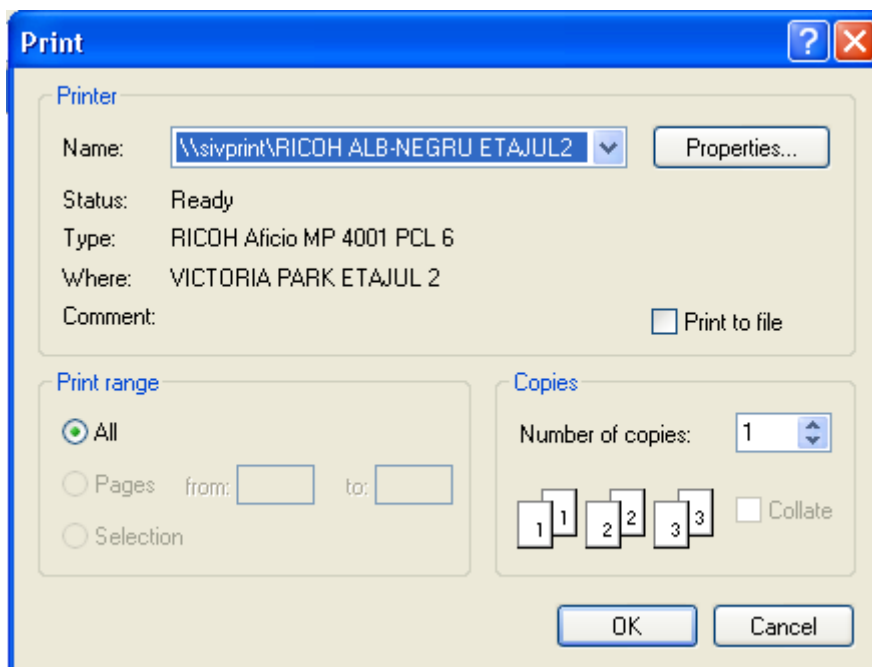 Print
Printer
Name: \\sivprint\RICOH ALB-NEGRU ETAJUL2 Properties...
Status: Ready
Type: RICOH Aficio MP 4001 PCL 6
Where: VICTORIA PARK ETAJUL 2
Comment: Print to file
Print range
All
Pages from: to:
Selection
Copies
Number of copies: 1
1 1 2 2 3 3 Collate
OK Cancel